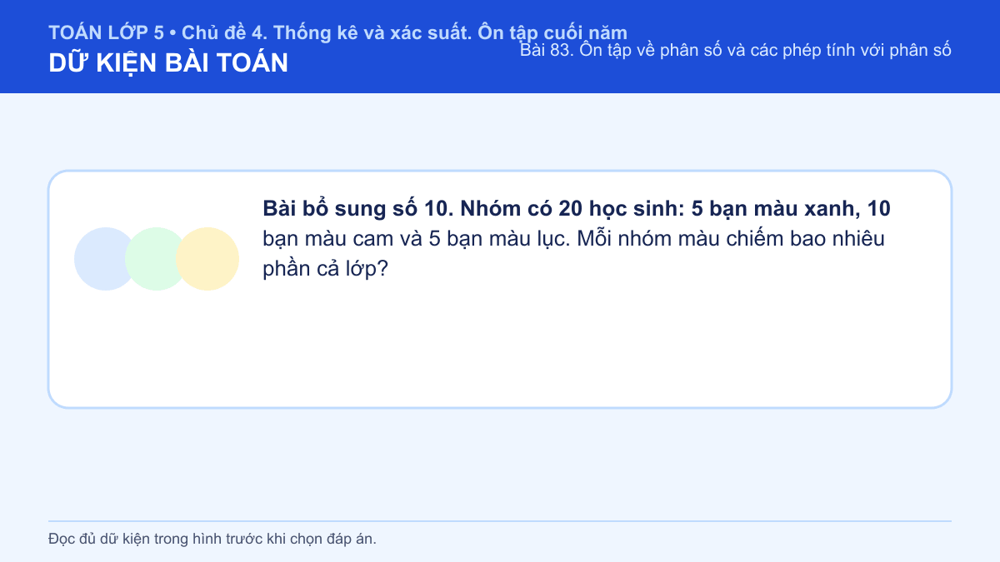 TOÁN LỚP 5 • Chủ đề 4. Thống kê và xác suất. Ôn tập cuối năm
Bài 83. Ôn tập về phân số và các phép tính với phân số
DỮ KIỆN BÀI TOÁN
Bài bổ sung số 10. Nhóm có 20 học sinh: 5 bạn màu xanh, 10
bạn màu cam và 5 bạn màu lục. Mỗi nhóm màu chiếm bao nhiêu
phần cả lớp?
Đọc đủ dữ kiện trong hình trước khi chọn đáp án.